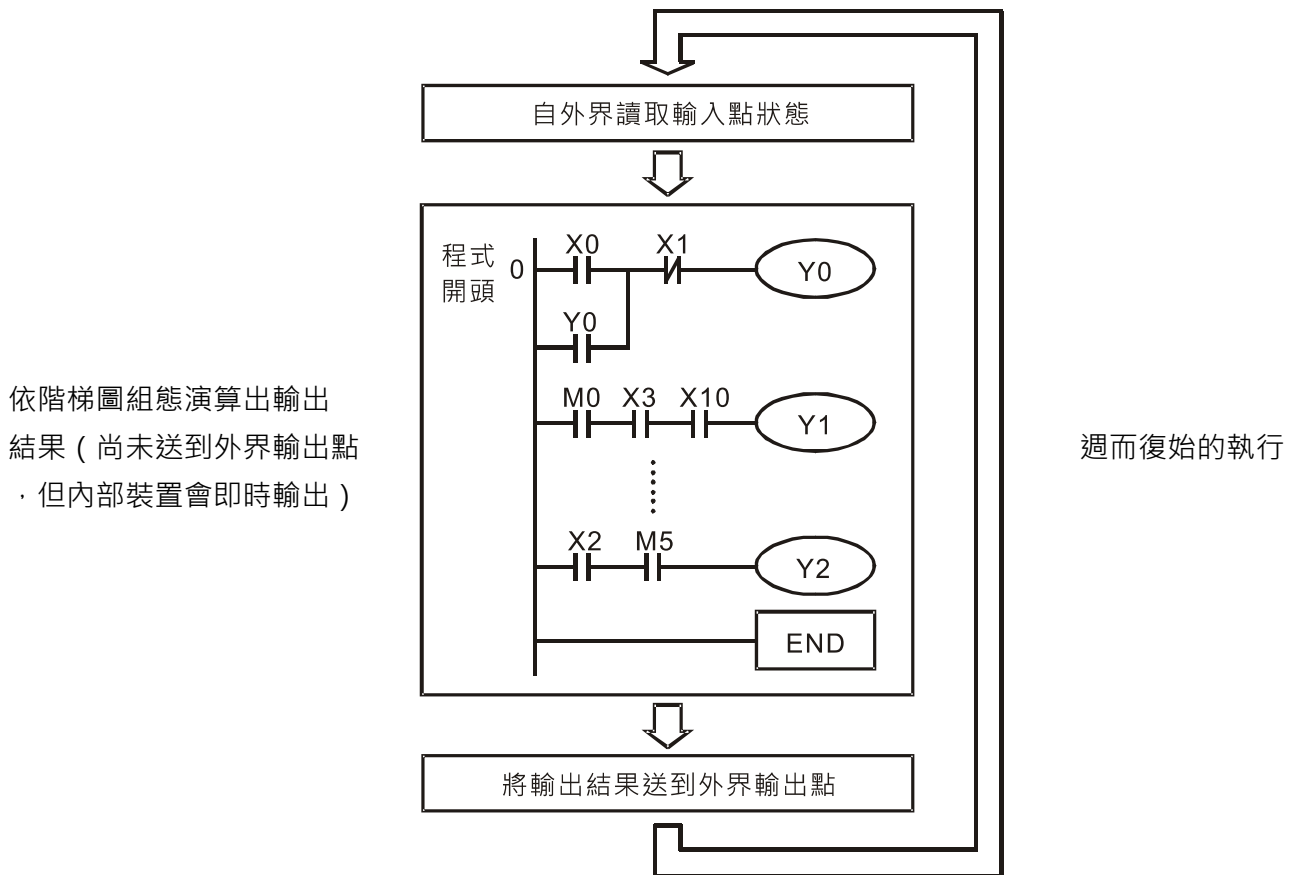 自外界讀取輸入點狀態
程式
開頭
0
X0
X1
Y0
Y0
M0
X3
X10
Y1
X2
M5
Y2
END
依階梯圖組態演算出輸出
結果（尚未送到外界輸出點
，但內部裝置會即時輸出）
週而復始的執行
將輸出結果送到外界輸出點